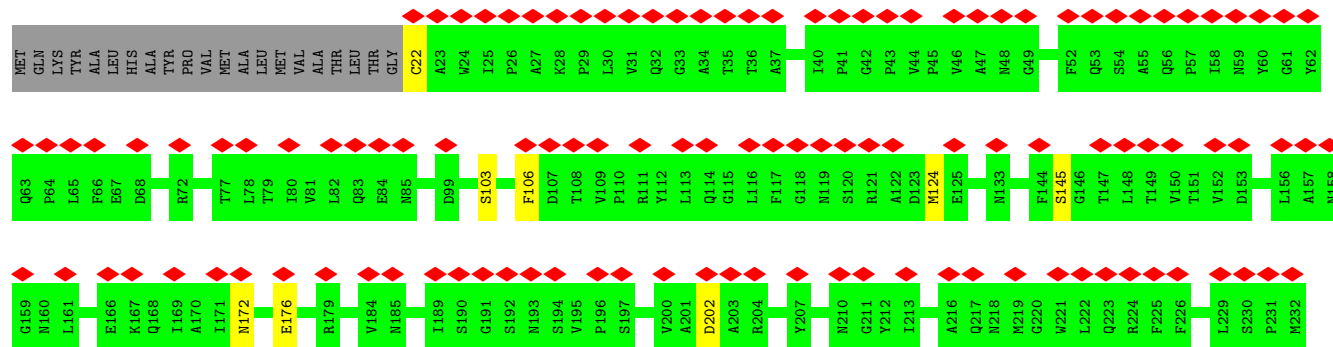 MET GLN LYS TYR ALA LEU HIS ALA TYR PRO VAL MET ALA LEU MET VAL ALA THR LEU THR GLY C22 A23 W24 I25 P26 A27 K28 P29 L30 V31 Q32 G33 A34 T35 T36 A37 I40 P41 G42 P43 V44 P45 V46 A47 N48 G49 F52 Q53 S54 A55 Q56 P57 I58 N59 Y60 G61 Y62
Q63 P64 L65 F66 E67 D68 R72 T77 L78 T79 I80 V81 L82 Q83 E84 N85 D99 S103 F106 D107 T108 V109 P110 R111 Y112 L113 Q114 G115 L116 F117 G118 N119 S120 R121 A122 D123 M124 E125 N133 F144 S145 G146 T147 L148 T149 V150 T151 V152 D153 L156 A157 N158
G159 N160 L161 E166 K167 Q168 I169 A170 I171 N172 E176 R179 V184 N185 I189 S190 G191 S192 N193 S194 V195 P196 S197 V200 A201 D202 A203 R204 Y207 N210 G211 Y212 I213 A216 Q217 N218 M219 G220 W221 L222 Q223 R224 F225 F226 L229 S230 P231 M232